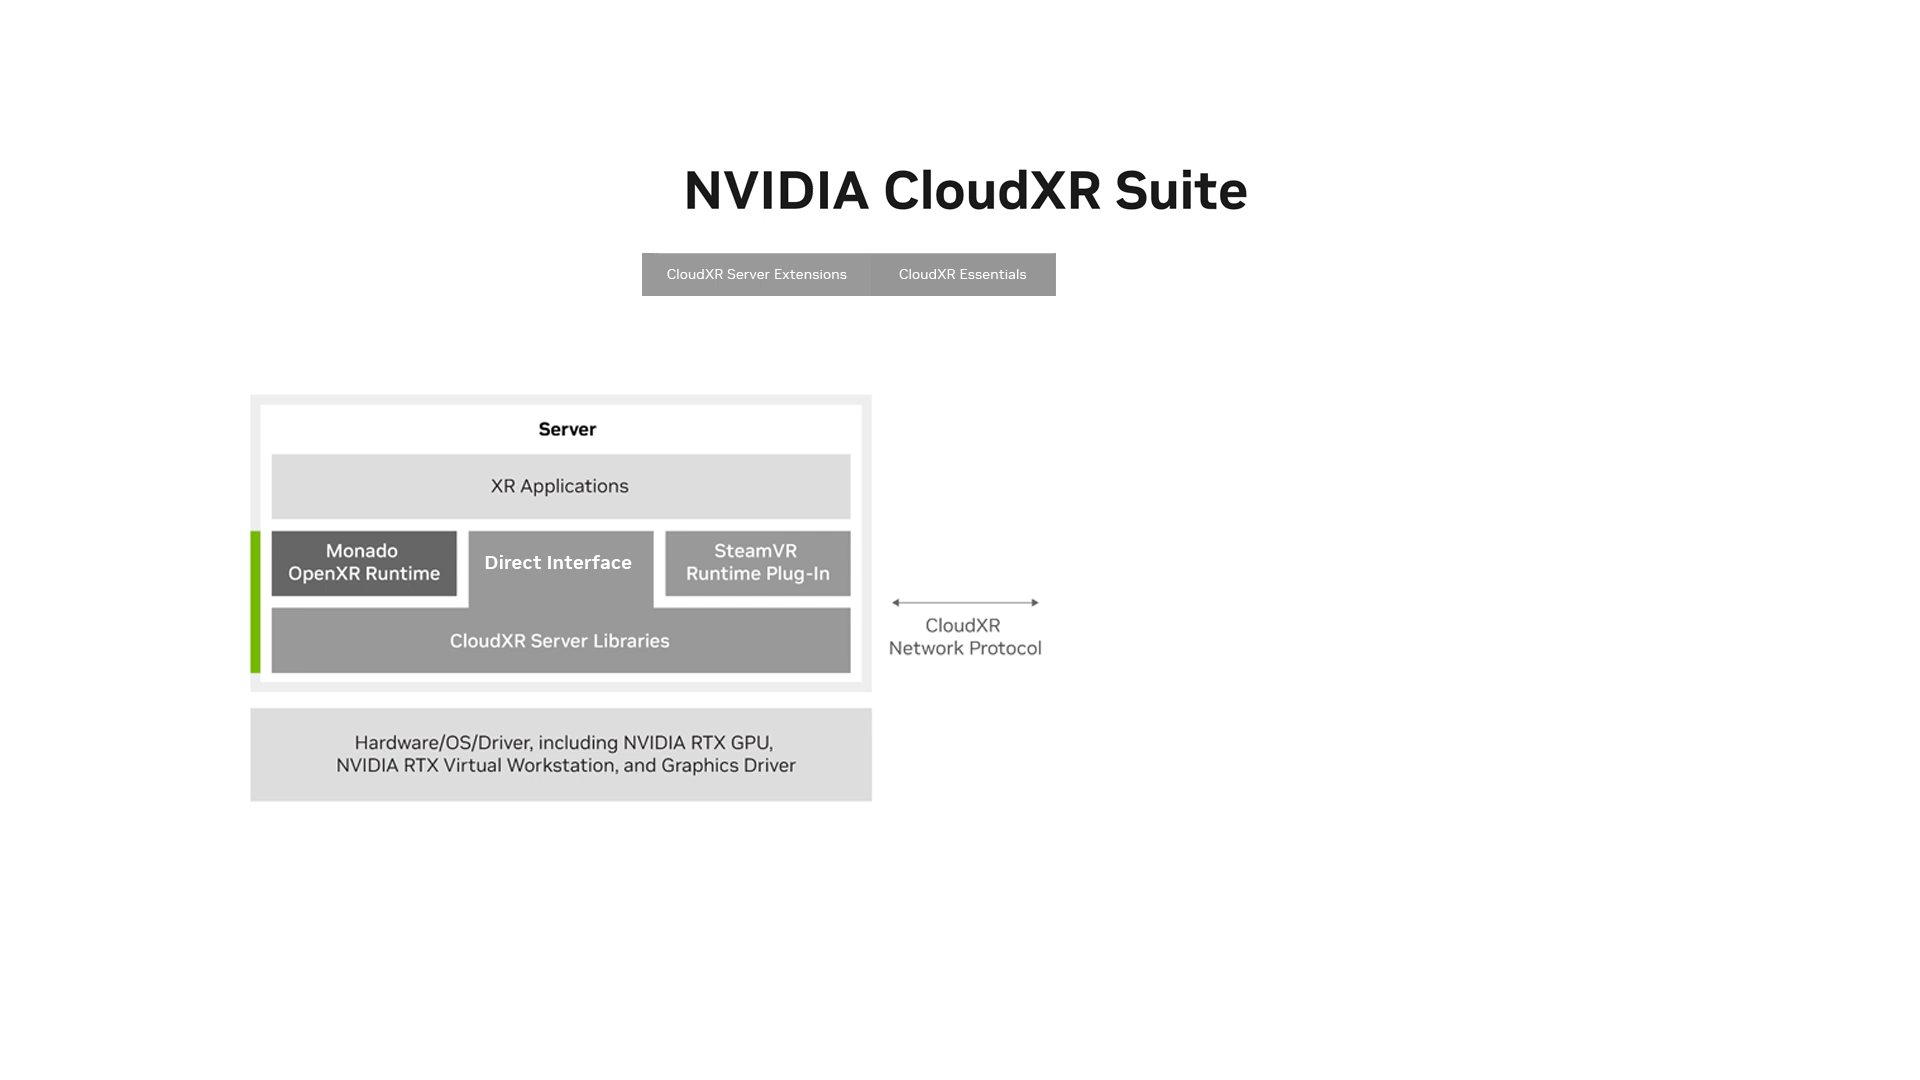 NVIDIA CloudXR Suite
CloudXR Server Extensions
CloudXR Essentials
Server
XR Applications
Monado
OpenXR Runtime
Direct Interface
SteamVR
Runtime Plug-In
CloudXR Server Libraries
CloudXR
Network Protocol
Hardware/OS/Driver, including NVIDIA RTX GPU,
NVIDIA RTX Virtual Workstation, and Graphics Driver